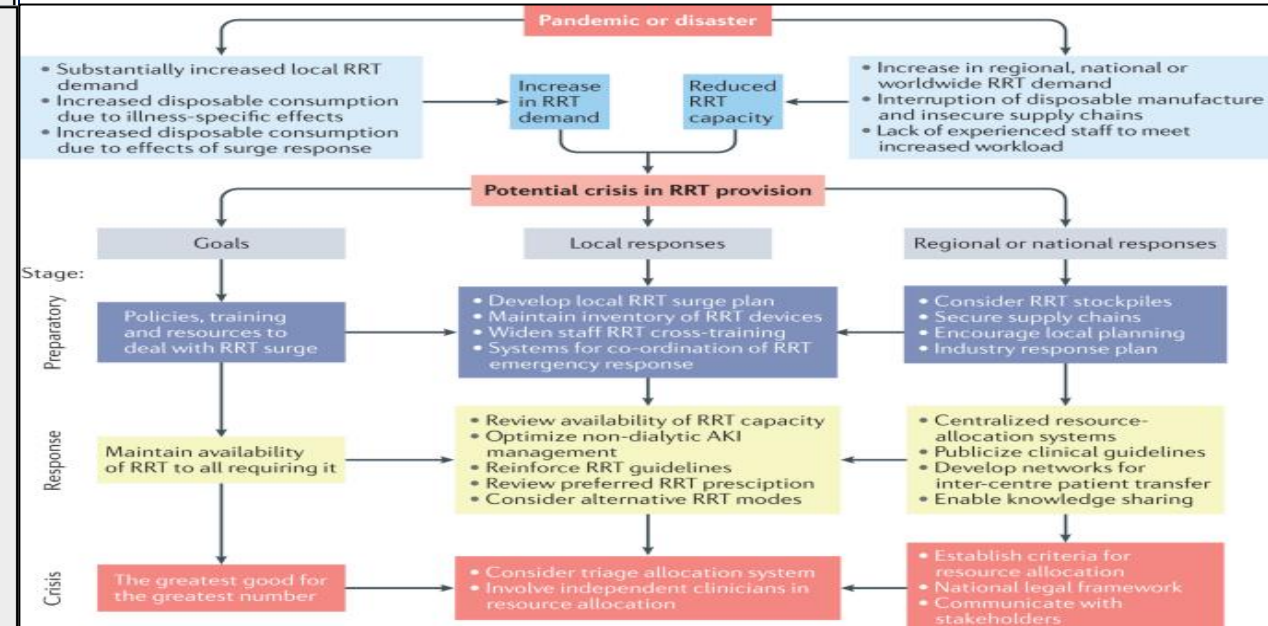 Pandemic or disaster
• Substantially increased local RRT
demand
• Increased disposable consumption
due to illness-specific effects
• Increased disposable consumption
due to effects of surge response
Increase
in RRT
demand
Reduced
RRT
capacity
• Increase in regional, national or
worldwide RRT demand
• Interruption of disposable manufacture
and insecure supply chains
• Lack of experienced staff to meet
increased workload
Potential crisis in RRT provision
Goals
Local responses
Regional or national responses
Stage:
Preparatory
Policies, training
and resources to
deal with RRT surge
• Develop local RRT surge plan
• Maintain inventory of RRT devices
• Widen staff RRT cross-training
• Systems for co-ordination of RRT
emergency response
• Consider RRT stockpiles
• Secure supply chains
• Encourage local planning
• Industry response plan
Response
Maintain availability
of RRT to all requiring it
• Review availability of RRT capacity
• Optimize non-dialytic AKI
management
• Reinforce RRT guidelines
• Review preferred RRT presciption
• Consider alternative RRT modes
• Centralized resource-
allocation systems
• Publicize clinical guidelines
• Develop networks for
inter-centre patient transfer
• Enable knowledge sharing
Crisis
The greatest good for
the greatest number
• Consider triage allocation system
• Involve independent clinicians in
resource allocation
• Establish criteria for
resource allocation
• National legal framework
• Communicate with
stakeholders